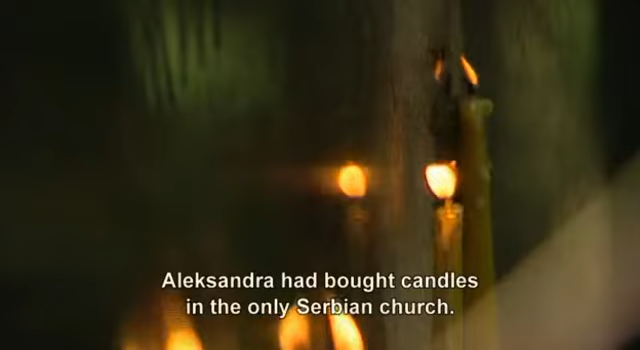 Aleksandra had bought candles
in the only Serbian church.